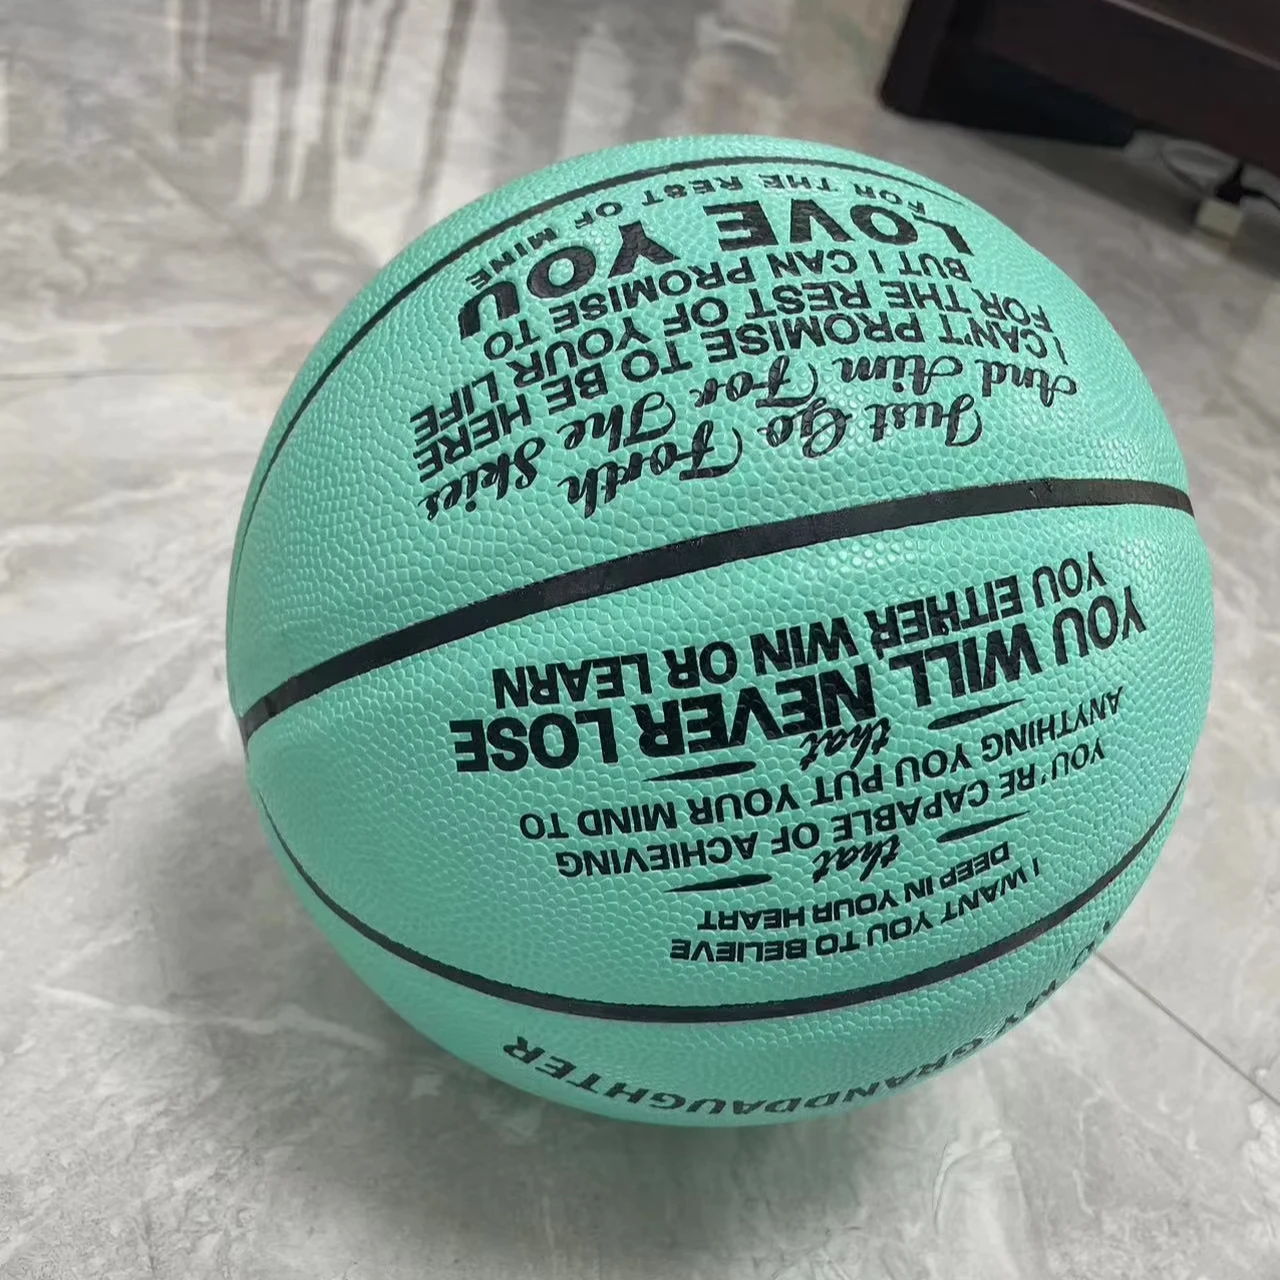 TO MY GRANDDAUGHTER
I WANT YOU TO BELIEVE
DEEP IN YOUR HEART
that
YOU'RE CAPABLE OF ACHIEVING
ANYTHING YOU PUT YOUR MIND TO
that
YOU WILL NEVER LOSE
YOU EITHER WIN OR LEARN
Just Go Forth
And Aim For The Skies
I CAN'T PROMISE TO BE HERE
FOR THE REST OF YOUR LIFE
BUT I CAN PROMISE TO
LOVE YOU
FOR THE REST OF MINE